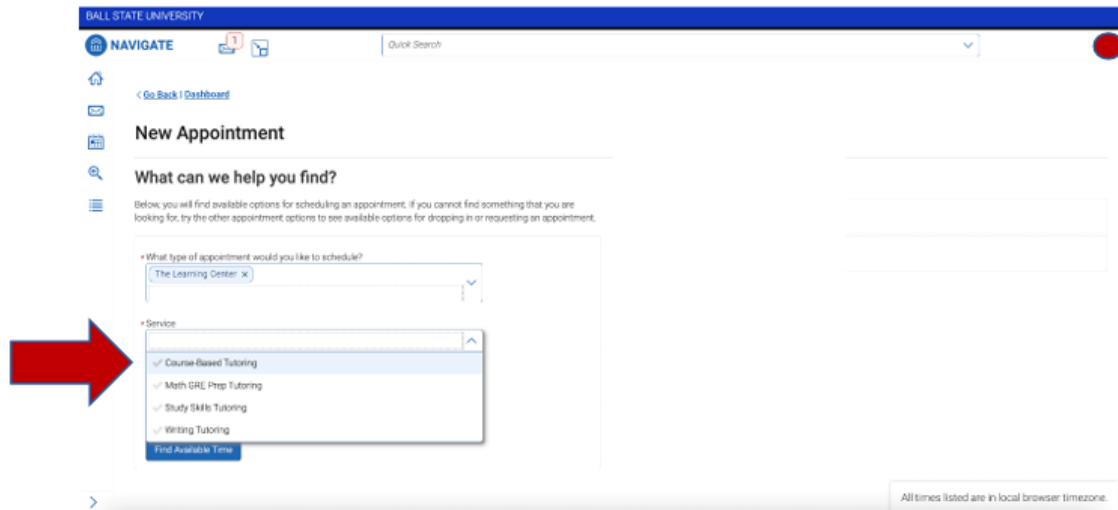 BALL STATE UNIVERSITY
NAVIGATE
1
Quick Search
< Go Back | Dashboard
New Appointment
What can we help you find?
Below, you will find available options for scheduling an appointment. If you cannot find something that you are
looking for, try the other appointment options to see available options for dropping in or requesting an appointment.
* What type of appointment would you like to schedule?
The Learning Center ×
* Service
Course-Based Tutoring
Math GRE Prep Tutoring
Study Skills Tutoring
Writing Tutoring
Find Available Time
All times listed are in local browser timezone.